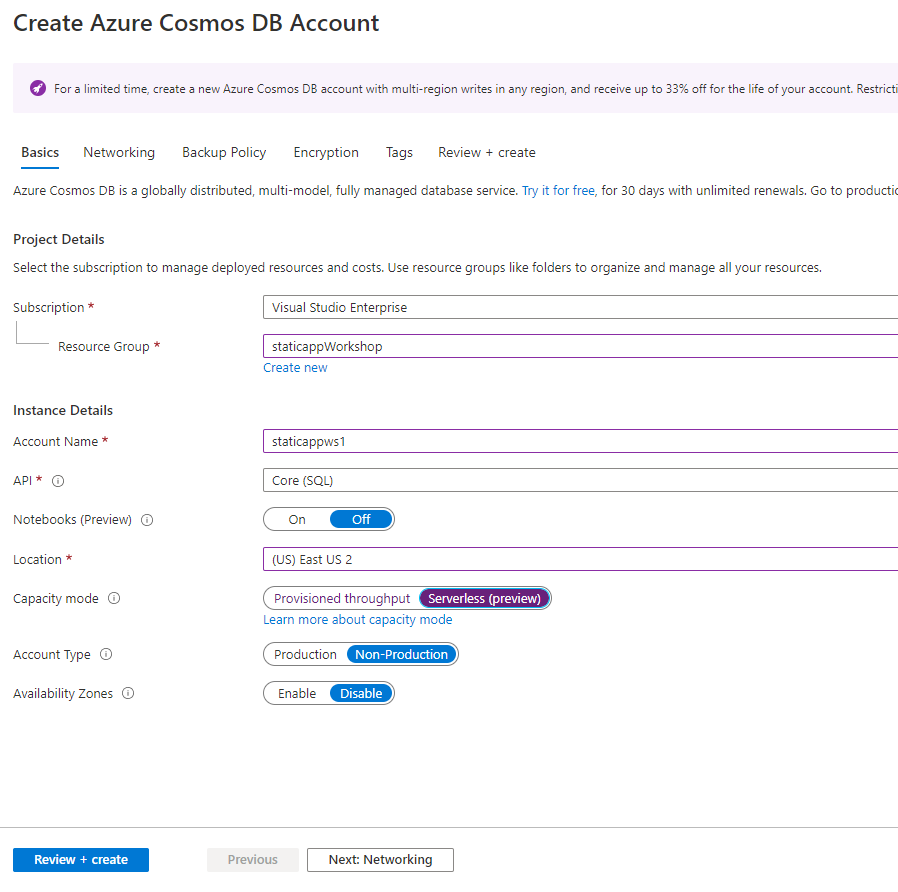 Create Azure Cosmos DB Account
For a limited time, create a new Azure Cosmos DB account with multi-region writes in any region, and receive up to 33% off for the life of your account. Restricti
Basics Networking Backup Policy Encryption Tags Review + create
Azure Cosmos DB is a globally distributed, multi-model, fully managed database service. Try it for free, for 30 days with unlimited renewals. Go to productio
Project Details
Select the subscription to manage deployed resources and costs. Use resource groups like folders to organize and manage all your resources.
Subscription * Visual Studio Enterprise
Resource Group * staticappWorkshop
Create new
Instance Details
Account Name * staticappws1
API * Core (SQL)
Notebooks (Preview) On Off
Location * (US) East US 2
Capacity mode Provisioned throughput Serverless (preview)
Learn more about capacity mode
Account Type Production Non-Production
Availability Zones Enable Disable
Review + create Previous Next: Networking